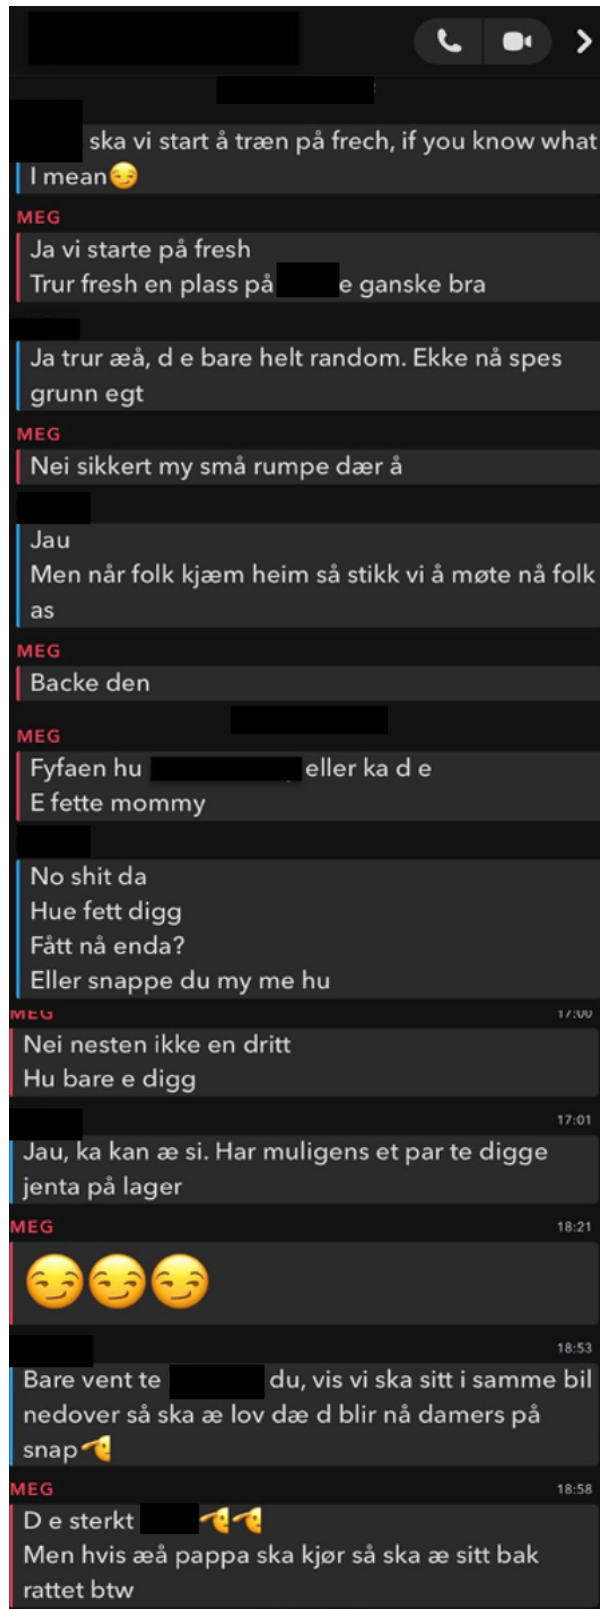 ska vi start å træn på frech, if you know what
I mean😏
MEG
Ja vi starte på fresh
Trur fresh en plass på e ganske bra
Ja trur æå, d e bare helt random. Ekke nå spes
grunn egt
MEG
Nei sikkert my små rumpe dær å
Jau
Men når folk kjæm heim så stikk vi å møte nå folk
as
MEG
Backe den
MEG
Fyfaen hu eller ka d e
E fette mommy
No shit da
Hue fett digg
Fått nå enda?
Eller snappe du my me hu
MEG 17:00
Nei nesten ikke en dritt
Hu bare e digg
17:01
Jau, ka kan æ si. Har muligens et par te digge
jenta på lager
MEG 18:21
😏😏😏
18:53
Bare vent te du, vis vi ska sitt i samme bil
nedover så ska æ lov dæ d blir nå damers på
snap🫡
MEG 18:58
D e sterkt 🫡🫡
Men hvis æå pappa ska kjør så ska æ sitt bak
rattet btw